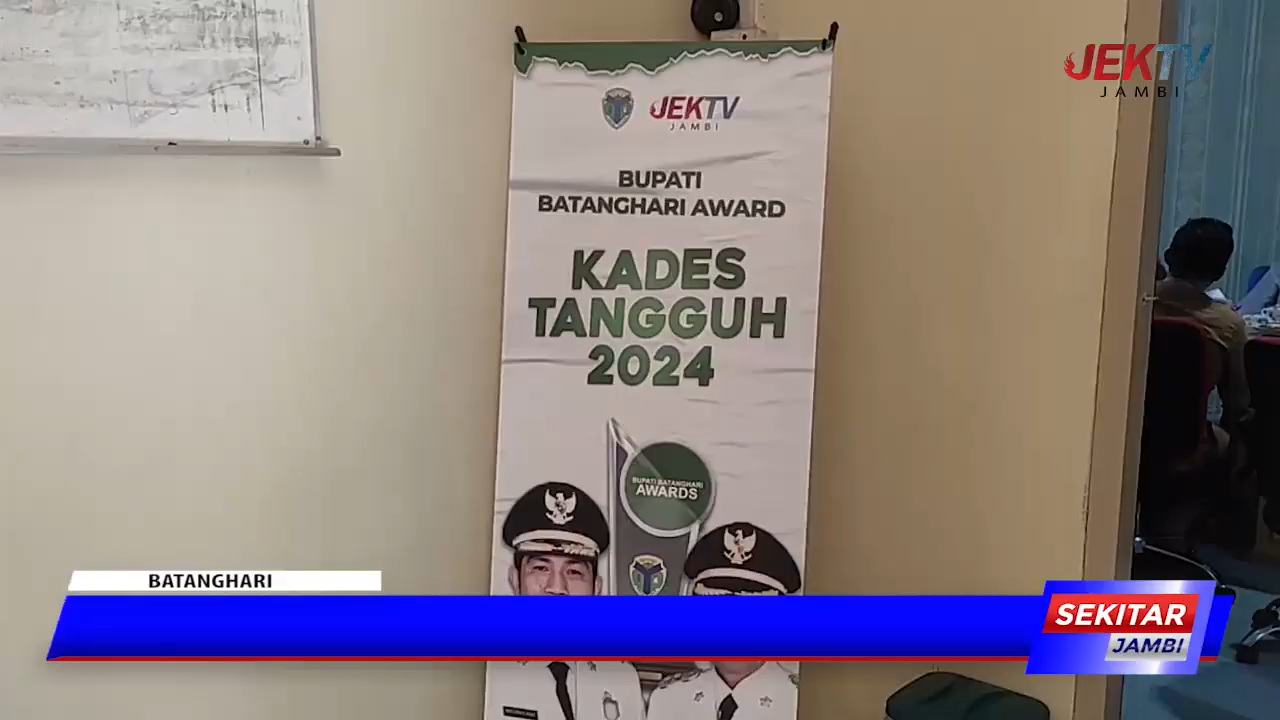 JEKTV
JAMBI
JEKTV
JAMBI
BUPATI
BATANGHARI AWARD
KADES
TANGGUH
2024
BUPATI BATANGHARI
AWARDS
BATANGHARI
SEKITAR
JAMBI